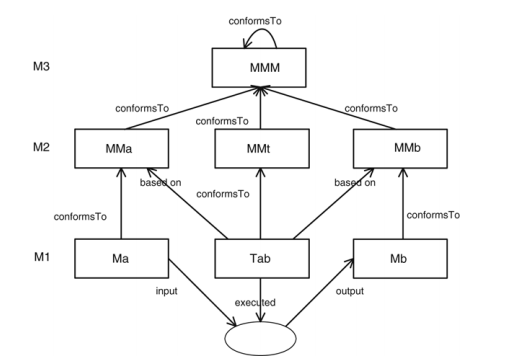 conformsTo
M3
MMM
conformsTo
conformsTo
conformsTo
M2
MMa
MMt
MMb
based on
based on
conformsTo
conformsTo
conformsTo
M1
Ma
Tab
Mb
input
executed
output